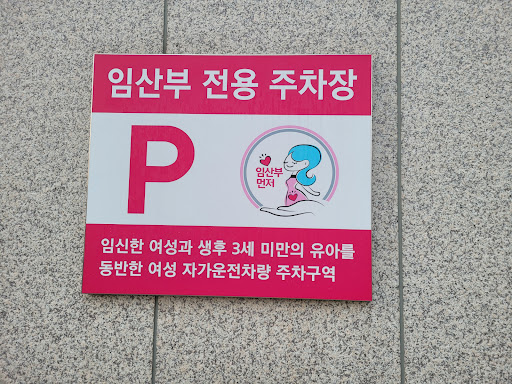 임산부 전용 주차장
P
임산부
먼저
임신한 여성과 생후 3세 미만의 유아를
동반한 여성 자가운전차량 주차구역